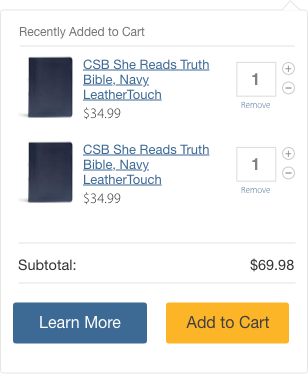 Recently Added to Cart
CSB She Reads Truth
Bible, Navy
LeatherTouch
$34.99
1
Remove
CSB She Reads Truth
Bible, Navy
LeatherTouch
$34.99
1
Remove
Subtotal: $69.98
Learn More Add to Cart